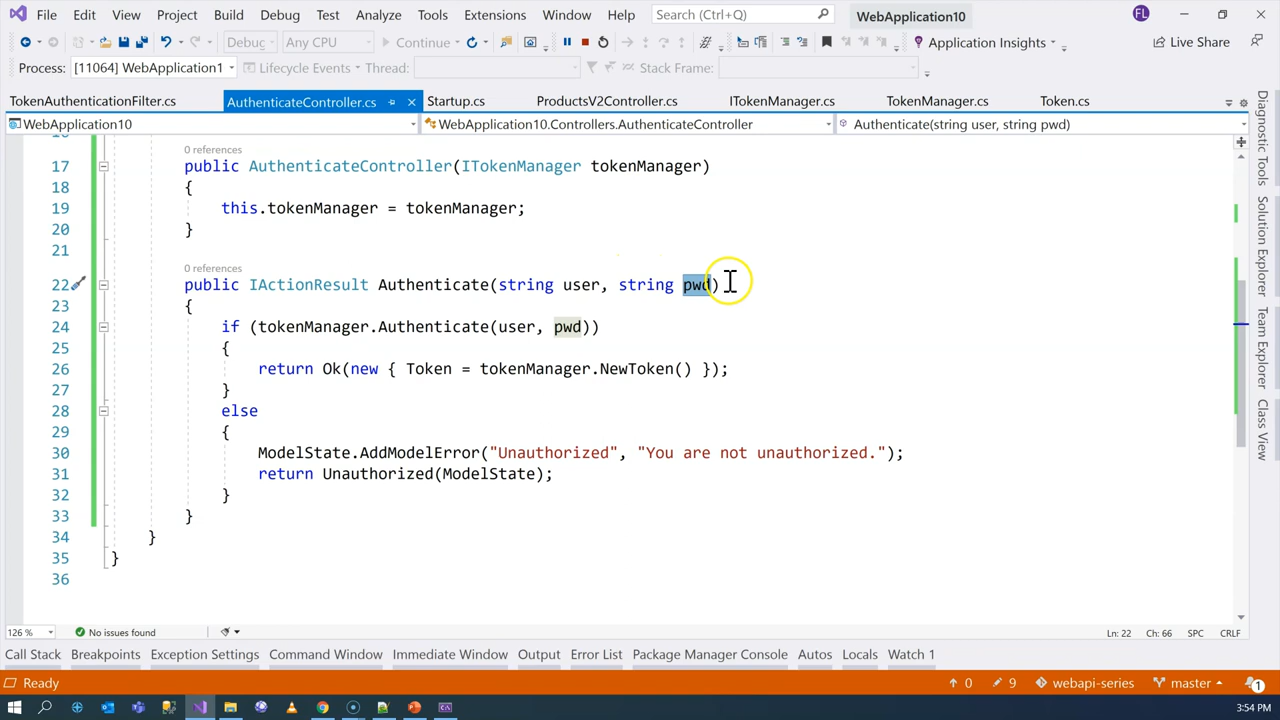 File Edit View Project Build Debug Test Analyze Tools Extensions Window Help Search (Ctrl+Q) WebApplication10 FL
Debug Any CPU Continue Application Insights Live Share
Process: [11064] WebApplication1 Lifecycle Events Thread: Stack Frame:
TokenAuthenticationFilter.cs AuthenticateController.cs Startup.cs ProductsV2Controller.cs ITokenManager.cs TokenManager.cs Token.cs
WebApplication10 WebApplication10.Controllers.AuthenticateController Authenticate(string user, string pwd)
16
0 references
17 public AuthenticateController(ITokenManager tokenManager)
18 {
19 this.tokenManager = tokenManager;
20 }
21
0 references
22 public IActionResult Authenticate(string user, string pwd)
23 {
24 if (tokenManager.Authenticate(user, pwd))
25 {
26 return Ok(new { Token = tokenManager.NewToken() });
27 }
28 else
29 {
30 ModelState.AddModelError("Unauthorized", "You are not unauthorized.");
31 return Unauthorized(ModelState);
32 }
33 }
34 }
35 }
36
Diagnostic Tools
Solution Explorer
Team Explorer
Class View
126 % No issues found Ln: 22 Ch: 66 SPC CRLF
Call Stack Breakpoints Exception Settings Command Window Immediate Window Output Error List Package Manager Console Autos Locals Watch 1
Ready 0 9 webapi-series master 1
3:54 PM